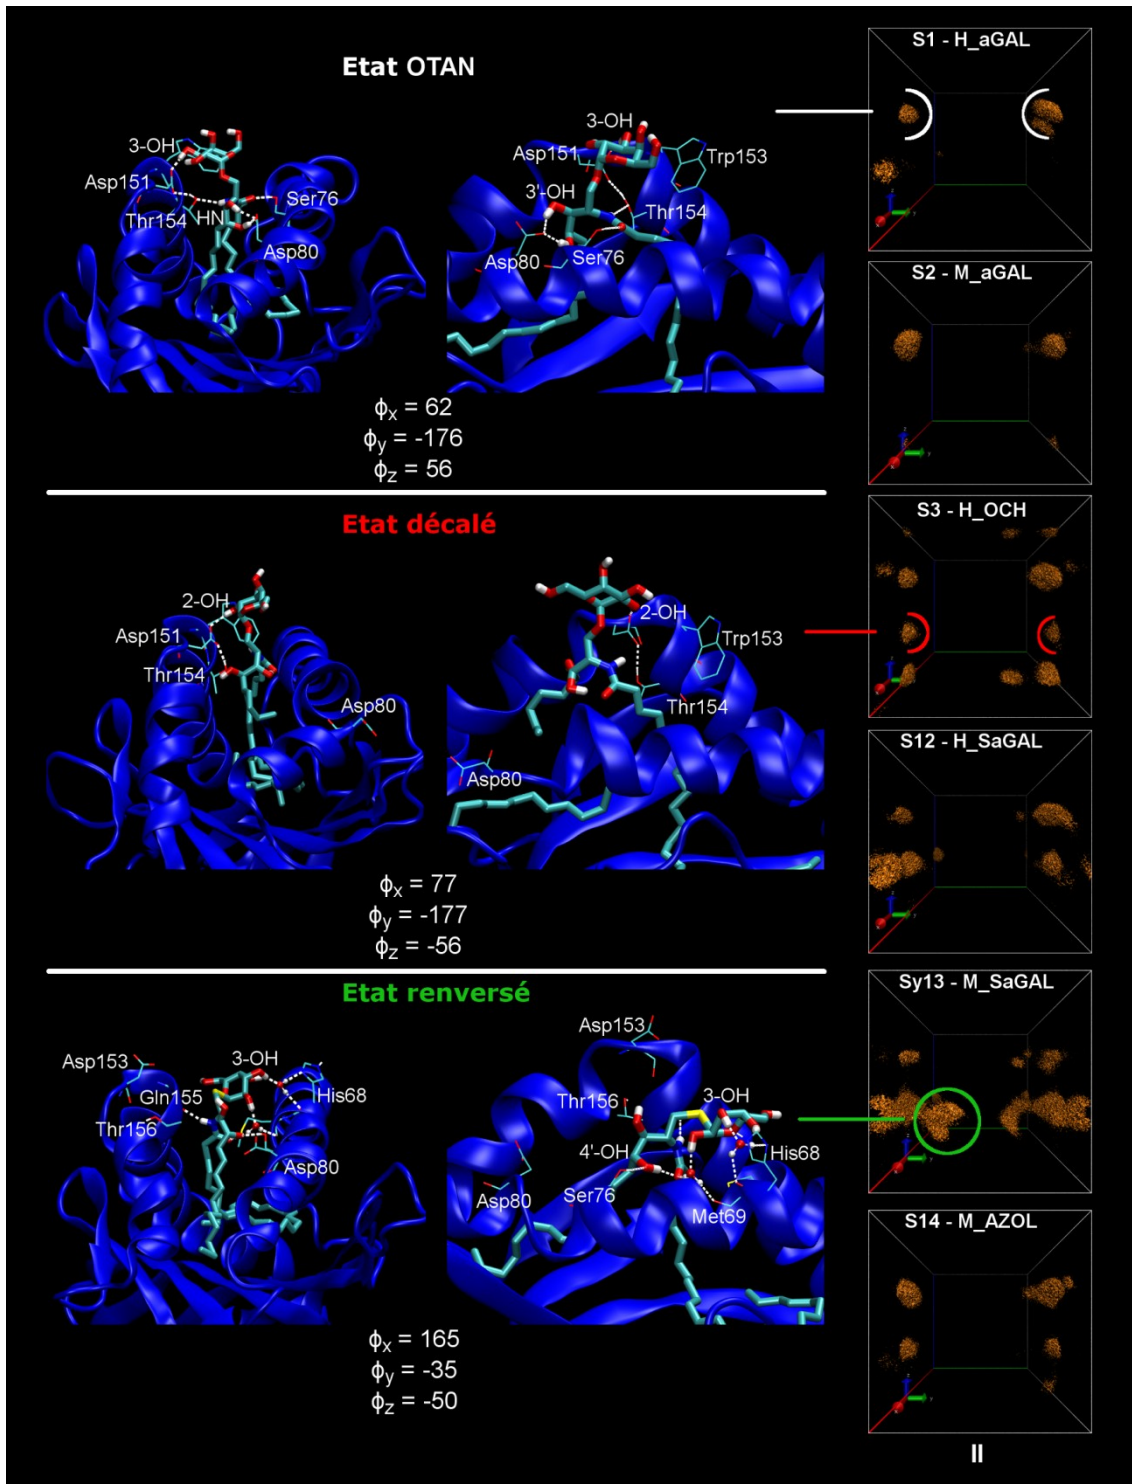 Etat OTAN
3-OH
Asp151
Thr154
HN
Ser76
Asp80
3-OH
Asp151
Trp153
3'-OH
Thr154
Asp80
Ser76
ϕx = 62
ϕy = -176
ϕz = 56
Etat décalé
2-OH
Asp151
Thr154
Asp80
2-OH
Trp153
Thr154
Asp80
ϕx = 77
ϕy = -177
ϕz = -56
Etat renversé
Asp153
3-OH
Gln155
His68
Thr156
Asp80
Asp153
Thr156
3-OH
4'-OH
His68
Asp80
Ser76
Met69
ϕx = 165
ϕy = -35
ϕz = -50
S1 - H_aGAL
S2 - M_aGAL
S3 - H_OCH
S12 - H_SaGAL
Sy13 - M_SaGAL
S14 - M_AZOL
II